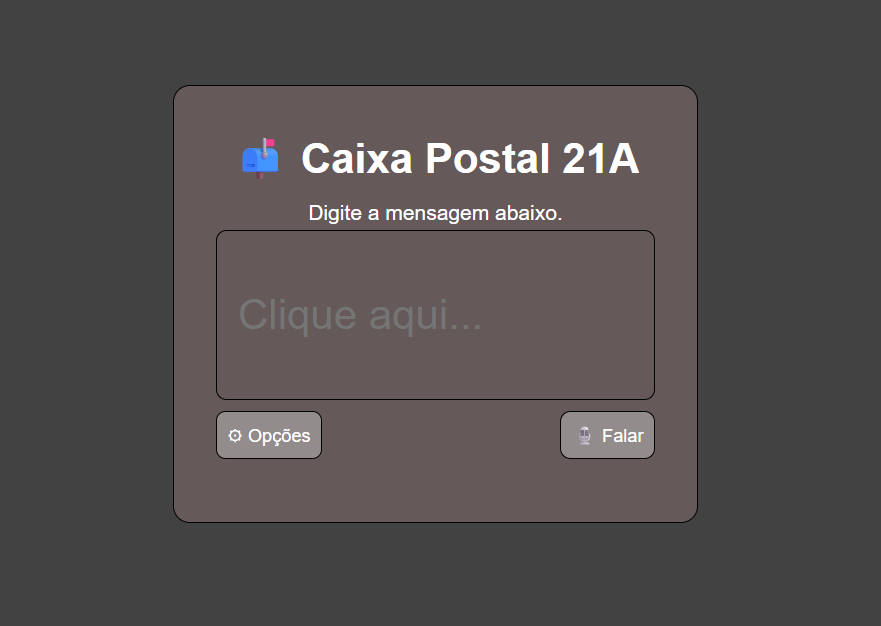 Caixa Postal 21A
Digite a mensagem abaixo.
Clique aqui...
⚙ Opções
🎙 Falar